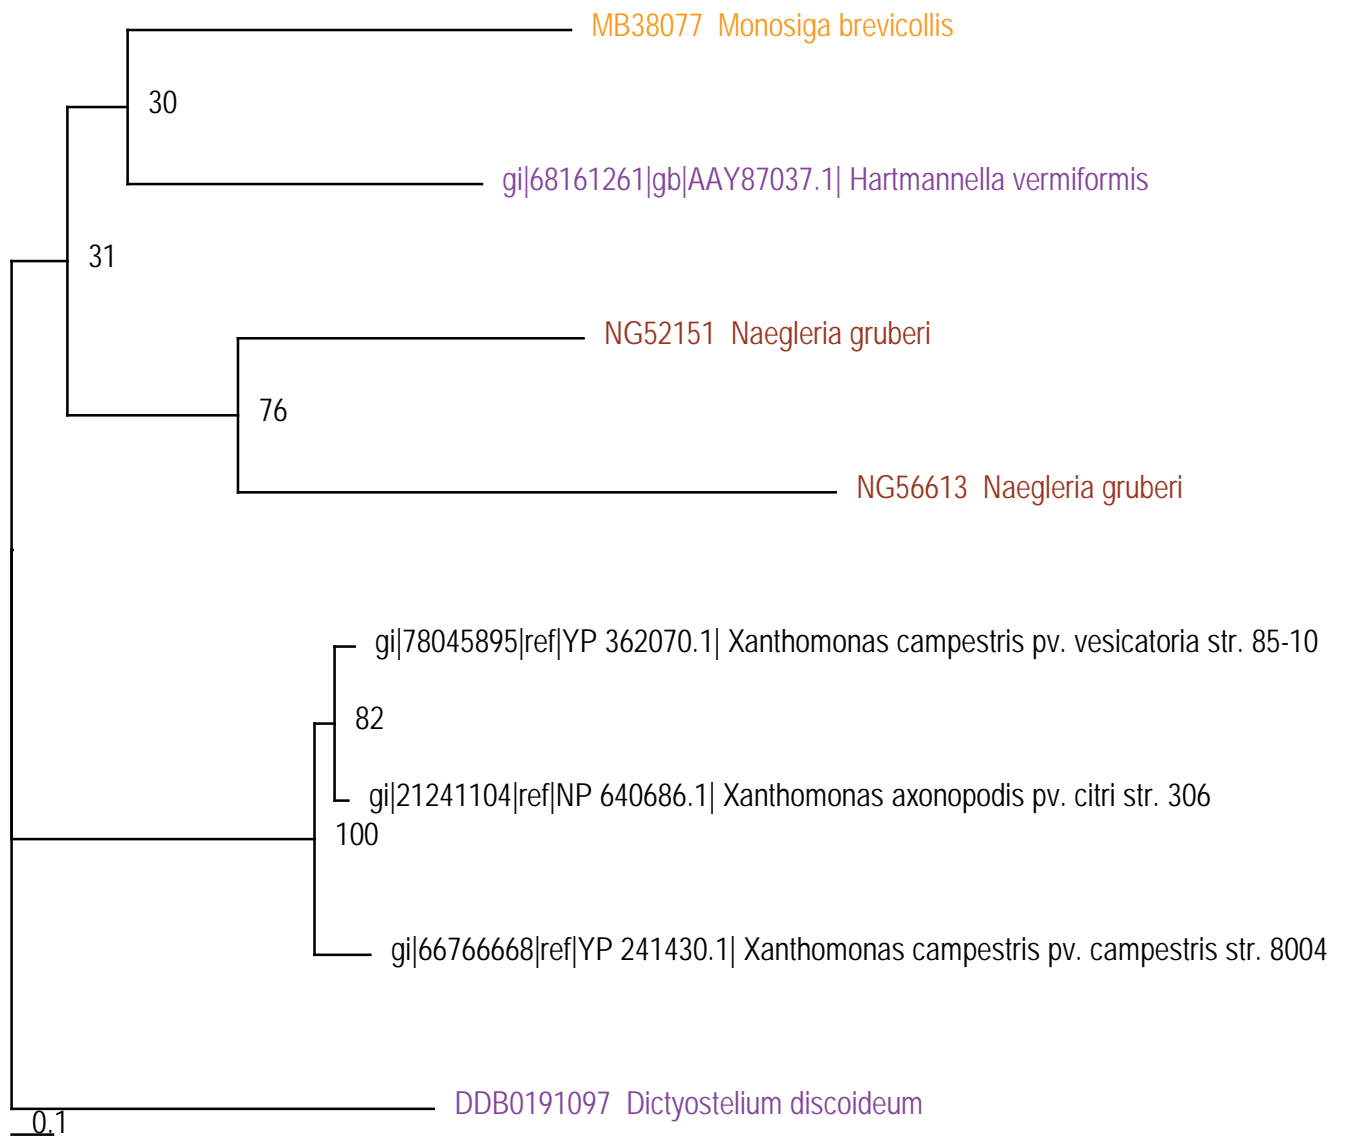 MB38077 Monosiga brevicollis
30
gi|68161261|gb|AAY87037.1| Hartmannella vermiformis
31
NG52151 Naegleria gruberi
76
NG56613 Naegleria gruberi
gi|78045895|ref|YP 362070.1| Xanthomonas campestris pv. vesicatoria str. 85-10
82
gi|21241104|ref|NP 640686.1| Xanthomonas axonopodis pv. citri str. 306
100
gi|66766668|ref|YP 241430.1| Xanthomonas campestris pv. campestris str. 8004
DDB0191097 Dictyostelium discoideum
0.1